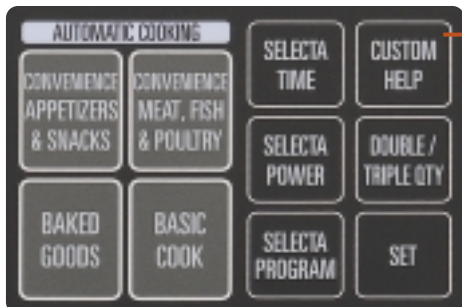 AUTOMATIC COOKING
CONVENIENCE
APPETIZERS
& SNACKS
CONVENIENCE
MEAT, FISH
& POULTRY
BAKED
GOODS
BASIC
COOK
SELECTA
TIME
CUSTOM
HELP
SELECTA
POWER
DOUBLE /
TRIPLE QTY
SELECTA
PROGRAM
SET